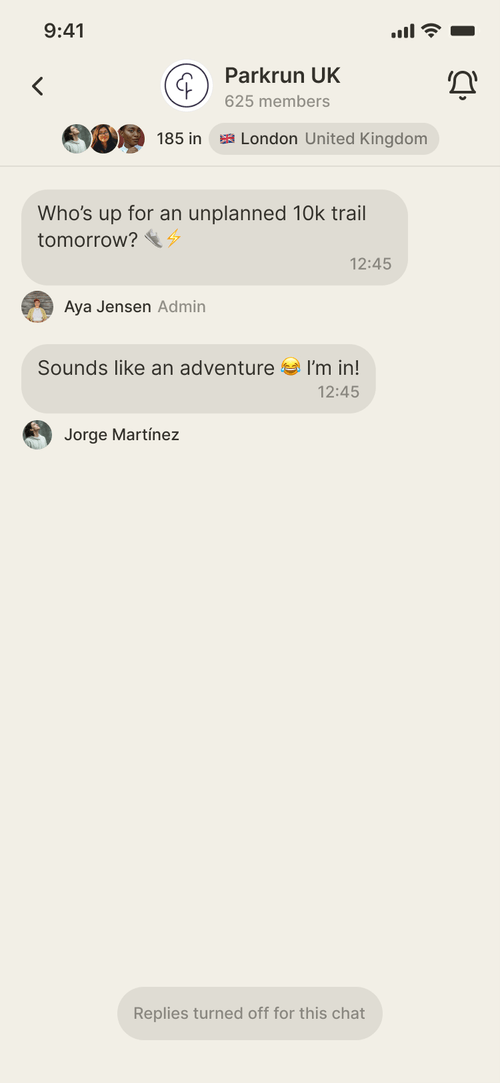 9:41
Parkrun UK
625 members
185 in 🇬🇧 London United Kingdom
Who’s up for an unplanned 10k trail
tomorrow? 👟⚡
12:45
Aya Jensen Admin
Sounds like an adventure 😂 I’m in!
12:45
Jorge Martínez
Replies turned off for this chat